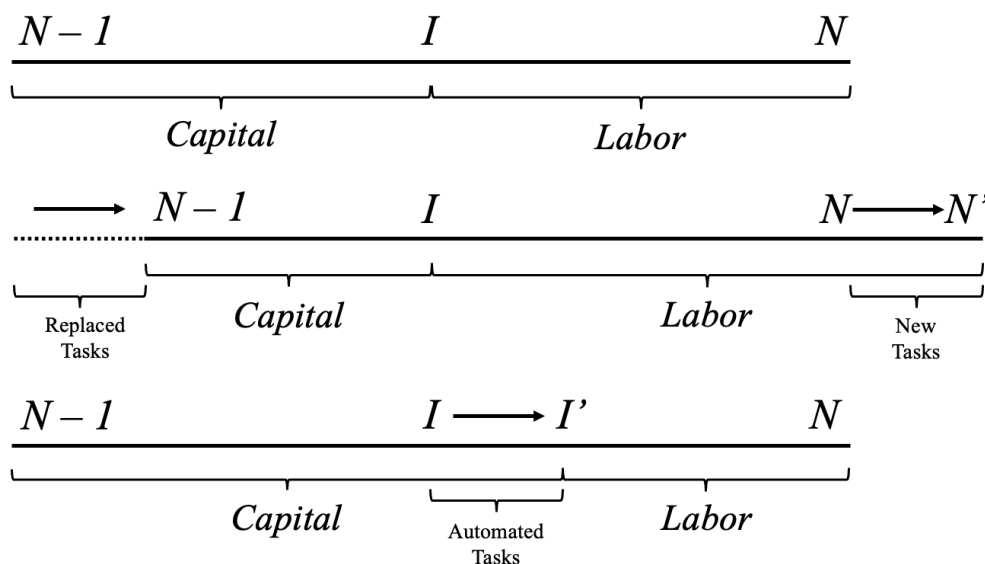 N – 1 I N
Capital Labor
N – 1 I N N’
Capital Labor
Replaced
Tasks
New
Tasks
N – 1 I I’ N
Capital Labor
Automated
Tasks